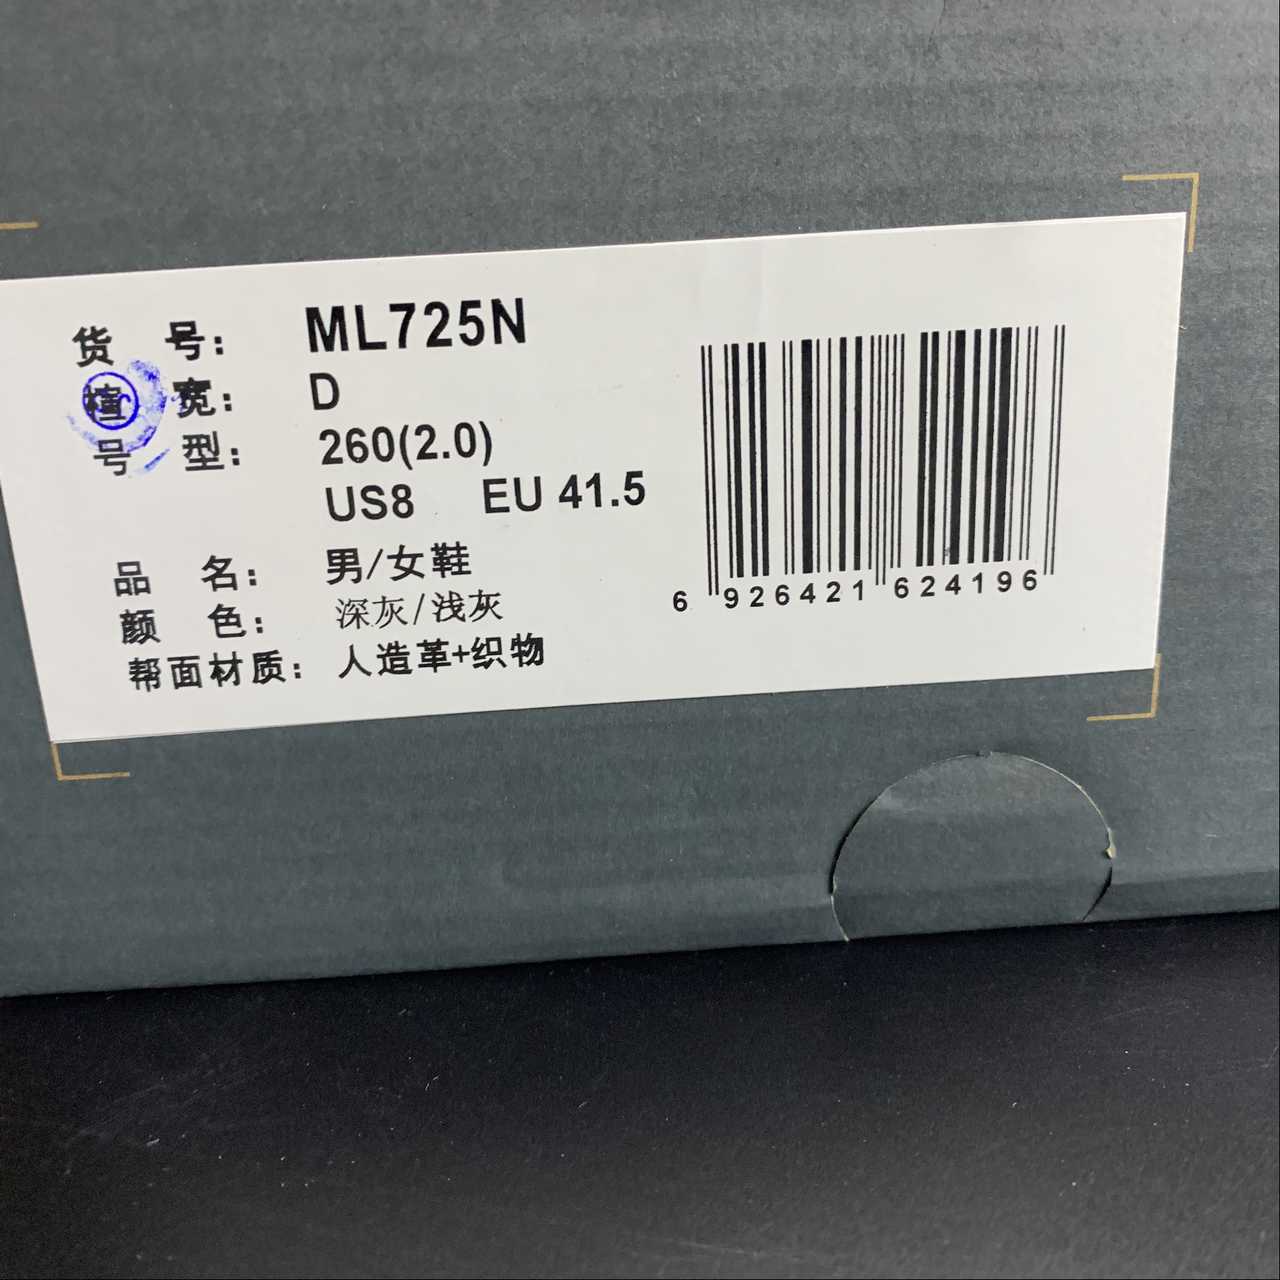 货 号: ML725N
楦 宽: D
号 型: 260(2.0)
US8 EU 41.5
品 名: 男/女鞋
颜 色: 深灰/浅灰
帮面材质: 人造革+织物
6 926421 624196